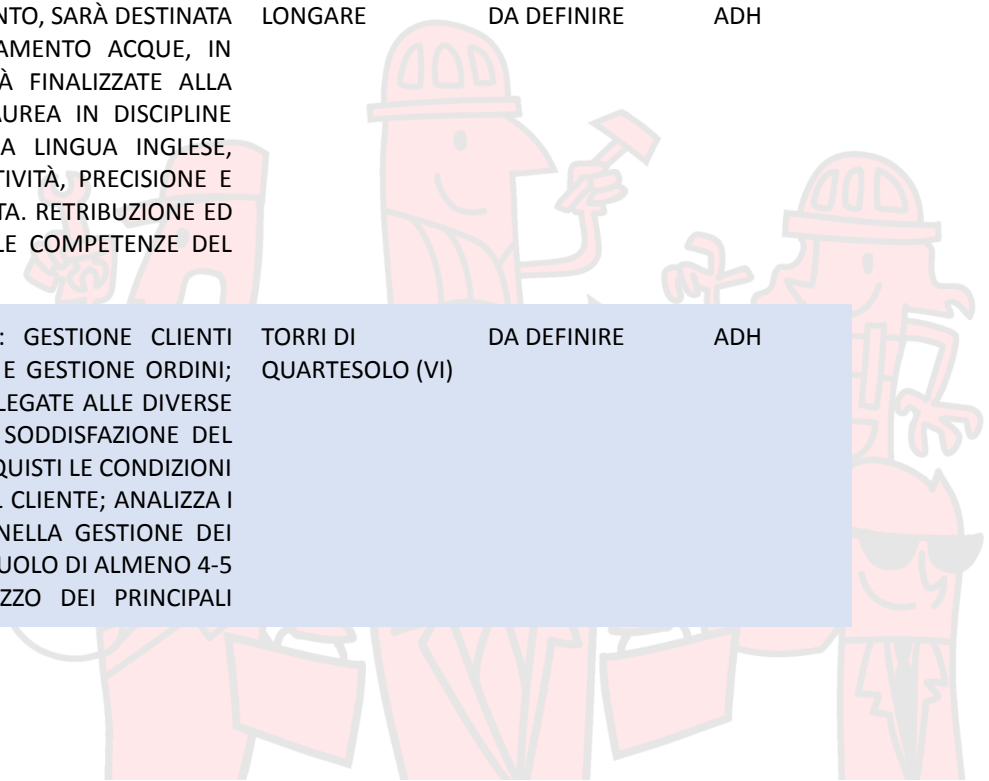 NTO, SARÀ DESTINATA LONGARE DA DEFINIRE ADH
AMENTO ACQUE, IN
À FINALIZZATE ALLA
AUREA IN DISCIPLINE
A LINGUA INGLESE,
TIVITÀ, PRECISIONE E
TA. RETRIBUZIONE ED
LE COMPETENZE DEL
: GESTIONE CLIENTI TORRI DI DA DEFINIRE ADH
E GESTIONE ORDINI; QUARTESOLO (VI)
LEGATE ALLE DIVERSE
SODDISFAZIONE DEL
QUISTI LE CONDIZIONI
L CLIENTE; ANALIZZA I
NELLA GESTIONE DEI
UOLO DI ALMENO 4-5
ZZO DEI PRINCIPALI